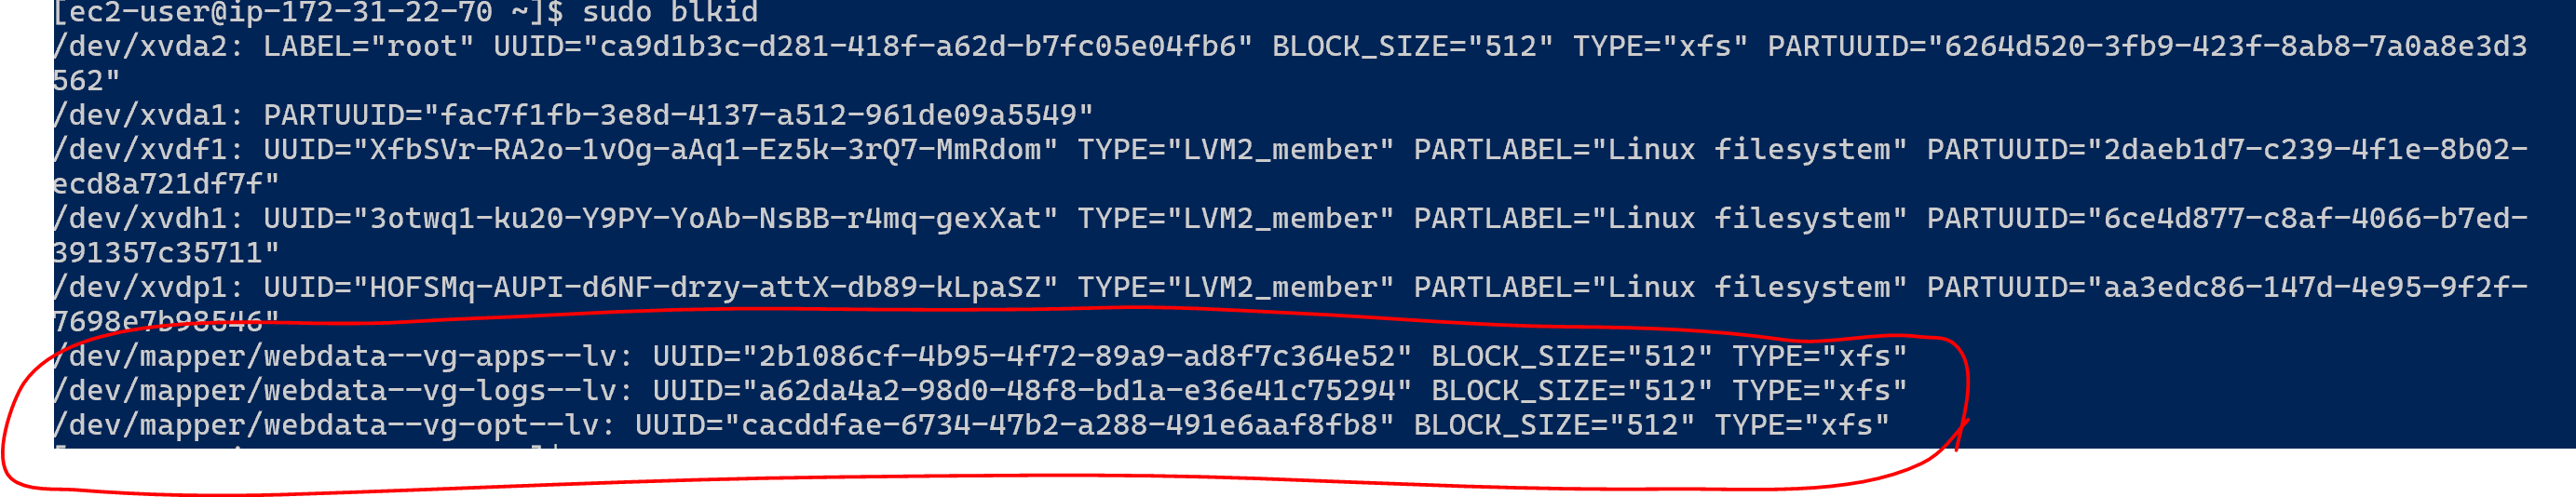 [ec2-user@ip-172-31-22-70 ~]$ sudo blkid
/dev/xvda2: LABEL="root" UUID="ca9d1b3c-d281-418f-a62d-b7fc05e04fb6" BLOCK_SIZE="512" TYPE="xfs" PARTUUID="6264d520-3fb9-423f-8ab8-7a0a8e3d3
562"
/dev/xvda1: PARTUUID="fac7f1fb-3e8d-4137-a512-961de09a5549"
/dev/xvdf1: UUID="XfbSVr-RA2o-1vOg-aAq1-Ez5k-3rQ7-MmRdom" TYPE="LVM2_member" PARTLABEL="Linux filesystem" PARTUUID="2daeb1d7-c239-4f1e-8b02-
ecd8a721df7f"
/dev/xvdh1: UUID="3otwq1-ku20-Y9PY-YoAb-NsBB-r4mq-gexXat" TYPE="LVM2_member" PARTLABEL="Linux filesystem" PARTUUID="6ce4d877-c8af-4066-b7ed-
391357c35711"
/dev/xvdp1: UUID="HOFSMq-AUPI-d6NF-drzy-attX-db89-kLpaSZ" TYPE="LVM2_member" PARTLABEL="Linux filesystem" PARTUUID="aa3edc86-147d-4e95-9f2f-
7698e7b98546"
/dev/mapper/webdata--vg-apps--lv: UUID="2b1086cf-4b95-4f72-89a9-ad8f7c364e52" BLOCK_SIZE="512" TYPE="xfs"
/dev/mapper/webdata--vg-logs--lv: UUID="a62da4a2-98d0-48f8-bd1a-e36e41c75294" BLOCK_SIZE="512" TYPE="xfs"
/dev/mapper/webdata--vg-opt--lv: UUID="cacddfae-6734-47b2-a288-491e6aaf8fb8" BLOCK_SIZE="512" TYPE="xfs"